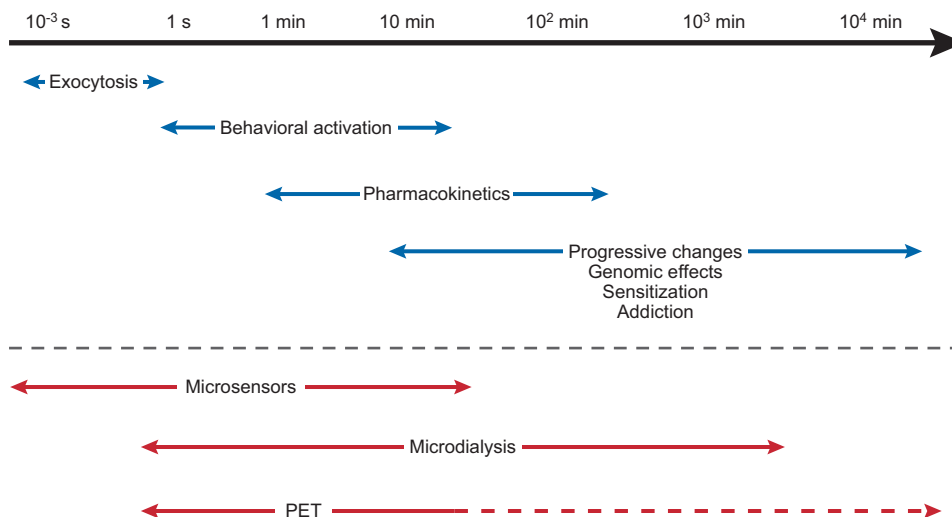 10⁻³ s 1 s 1 min 10 min 10² min 10³ min 10⁴ min
Exocytosis
Behavioral activation
Pharmacokinetics
Progressive changes
Genomic effects
Sensitization
Addiction
Microsensors
Microdialysis
PET